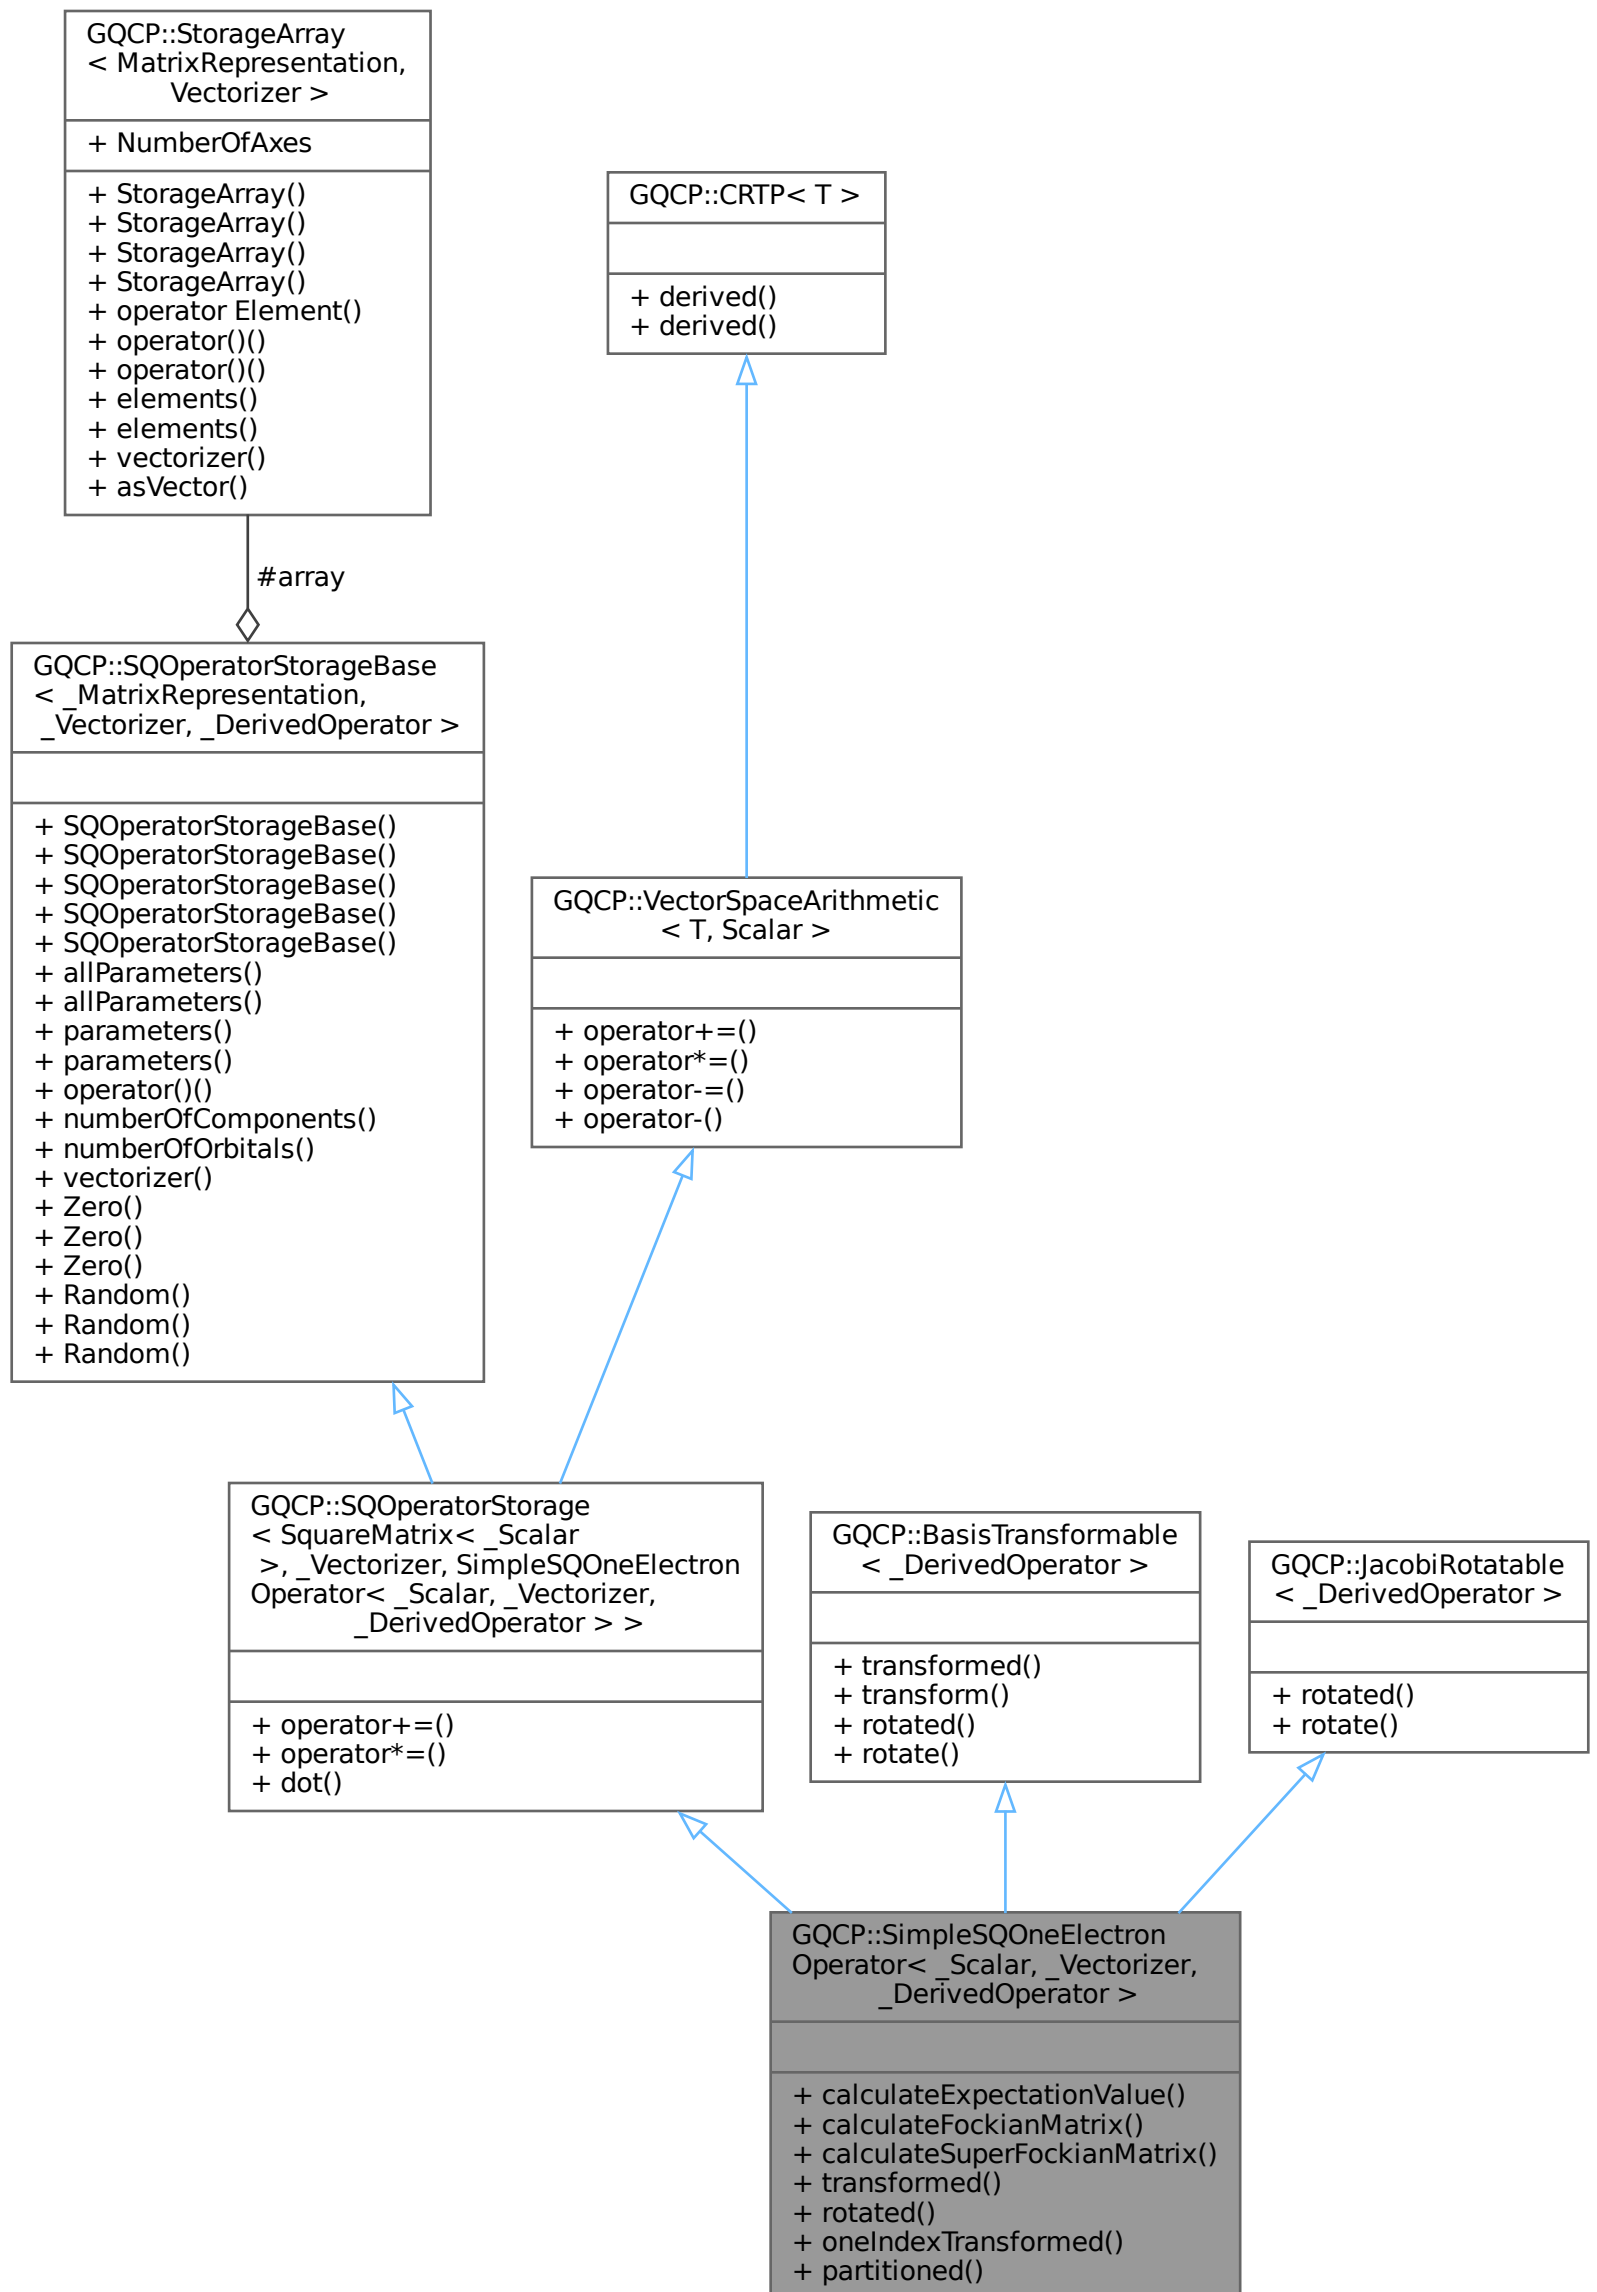 GQCP::StorageArray
< MatrixRepresentation,
Vectorizer >
+ NumberOfAxes
+ StorageArray()
+ StorageArray()
+ StorageArray()
+ StorageArray()
+ operator Element()
+ operator()()
+ operator()()
+ elements()
+ elements()
+ vectorizer()
+ asVector()
GQCP::CRTP< T >
+ derived()
+ derived()
#array
GQCP::SQOperatorStorageBase
< _MatrixRepresentation,
_Vectorizer, _DerivedOperator >
+ SQOperatorStorageBase()
+ SQOperatorStorageBase()
+ SQOperatorStorageBase()
+ SQOperatorStorageBase()
+ SQOperatorStorageBase()
+ allParameters()
+ allParameters()
+ parameters()
+ parameters()
+ operator()()
+ numberOfComponents()
+ numberOfOrbitals()
+ vectorizer()
+ Zero()
+ Zero()
+ Zero()
+ Random()
+ Random()
+ Random()
GQCP::VectorSpaceArithmetic
< T, Scalar >
+ operator+=()
+ operator*=()
+ operator-=()
+ operator-()
GQCP::SQOperatorStorage
< SquareMatrix< _Scalar
>, _Vectorizer, SimpleSQOneElectron
Operator< _Scalar, _Vectorizer,
_DerivedOperator > >
+ operator+=()
+ operator*=()
+ dot()
GQCP::BasisTransformable
< _DerivedOperator >
+ transformed()
+ transform()
+ rotated()
+ rotate()
GQCP::JacobiRotatable
< _DerivedOperator >
+ rotated()
+ rotate()
GQCP::SimpleSQOneElectron
Operator< _Scalar, _Vectorizer,
_DerivedOperator >
+ calculateExpectationValue()
+ calculateFockianMatrix()
+ calculateSuperFockianMatrix()
+ transformed()
+ rotated()
+ oneIndexTransformed()
+ partitioned()